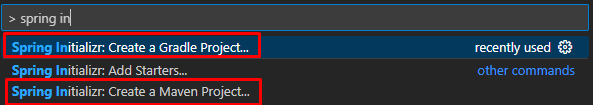 > spring in
Spring Initializr: Create a Gradle Project... recently used
Spring Initializr: Add Starters... other commands
Spring Initializr: Create a Maven Project...